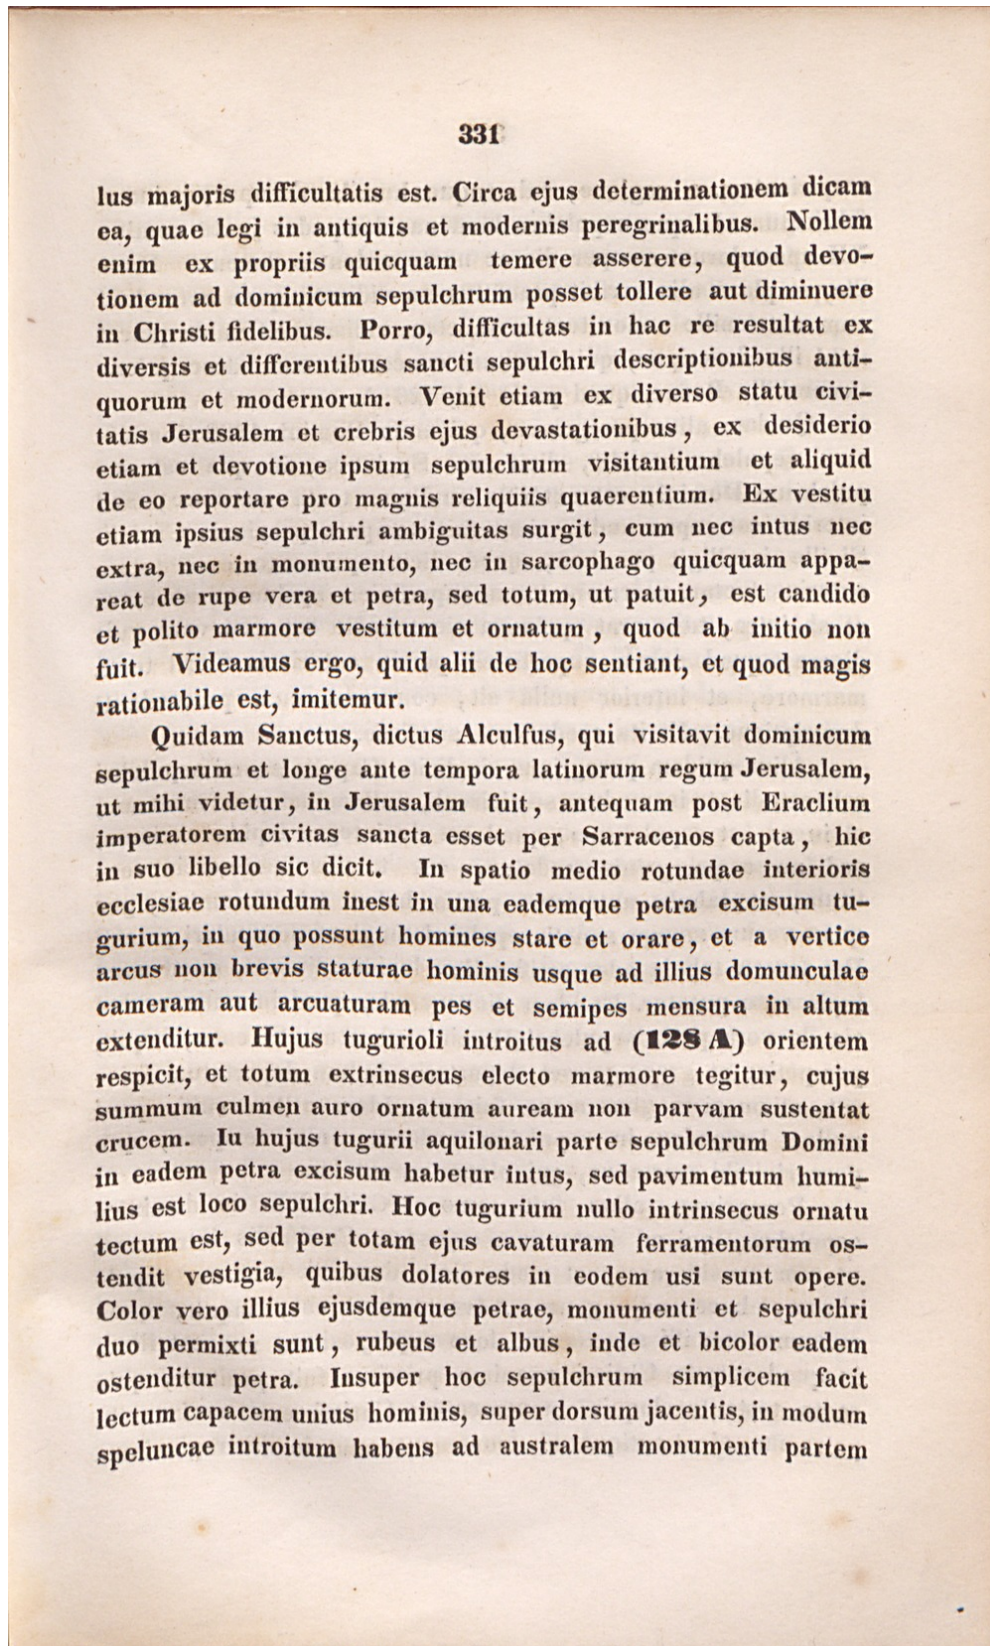 331
lus majoris difficultatis est. Circa ejus determinationem dicam
ea, quae legi in antiquis et modernis peregrinalibus. Nollem
enim ex propriis quicquam temere asserere, quod devo-
tionem ad dominicum sepulchrum posset tollere aut diminuere
in Christi fidelibus. Porro, difficultas in hac re resultat ex
diversis et differentibus sancti sepulchri descriptionibus anti-
quorum et modernorum. Venit etiam ex diverso statu civi-
tatis Jerusalem et crebris ejus devastationibus, ex desiderio
etiam et devotione ipsum sepulchrum visitantium et aliquid
de eo reportare pro magnis reliquiis quaerentium. Ex vestitu
etiam ipsius sepulchri ambiguitas surgit, cum nec intus nec
extra, nec in monumento, nec in sarcophago quicquam appa-
reat de rupe vera et petra, sed totum, ut patuit, est candido
et polito marmore vestitum et ornatum, quod ab initio non
fuit. Videamus ergo, quid alii de hoc sentiant, et quod magis
rationabile est, imitemur.
Quidam Sanctus, dictus Alculfus, qui visitavit dominicum
sepulchrum et longe ante tempora latinorum regum Jerusalem,
ut mihi videtur, in Jerusalem fuit, antequam post Eraclium
imperatorem civitas sancta esset per Sarracenos capta, hic
in suo libello sic dicit. In spatio medio rotundae interioris
ecclesiae rotundum inest in una eademque petra excisum tu-
gurium, in quo possunt homines stare et orare, et a vertice
arcus non brevis staturae hominis usque ad illius domunculae
cameram aut arcuaturam pes et semipes mensura in altum
extenditur. Hujus tugurioli introitus ad (128 A) orientem
respicit, et totum extrinsecus electo marmore tegitur, cujus
summum culmen auro ornatum auream non parvam sustentat
crucem. Iu hujus tugurii aquilonari parte sepulchrum Domini
in eadem petra excisum habetur intus, sed pavimentum humi-
lius est loco sepulchri. Hoc tugurium nullo intrinsecus ornatu
tectum est, sed per totam ejus cavaturam ferramentorum os-
tendit vestigia, quibus dolatores in eodem usi sunt opere.
Color vero illius ejusdemque petrae, monumenti et sepulchri
duo permixti sunt, rubeus et albus, inde et bicolor eadem
ostenditur petra. Insuper hoc sepulchrum simplicem facit
lectum capacem unius hominis, super dorsum jacentis, in modum
speluncae introitum habens ad australem monumenti partem